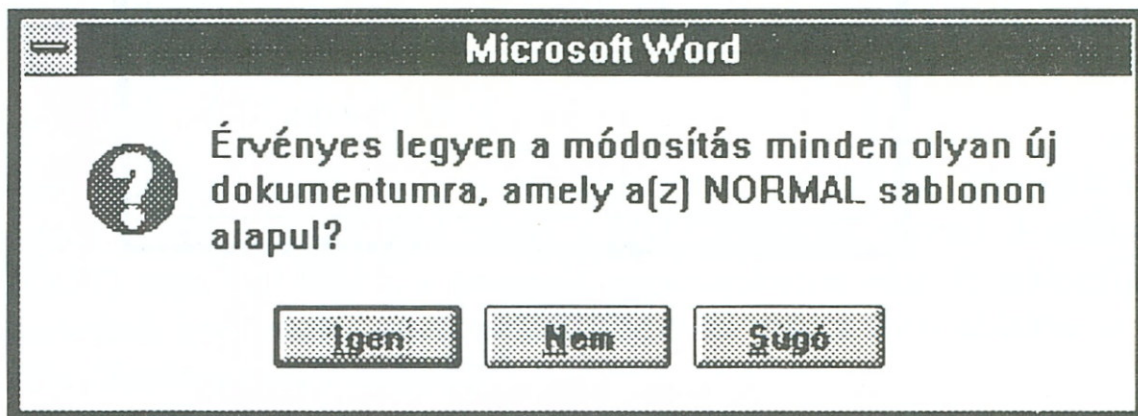 Microsoft Word
Érvényes legyen a módosítás minden olyan új
dokumentumra, amely a(z) NORMAL sablonon
alapul?
Igen Nem Súgó